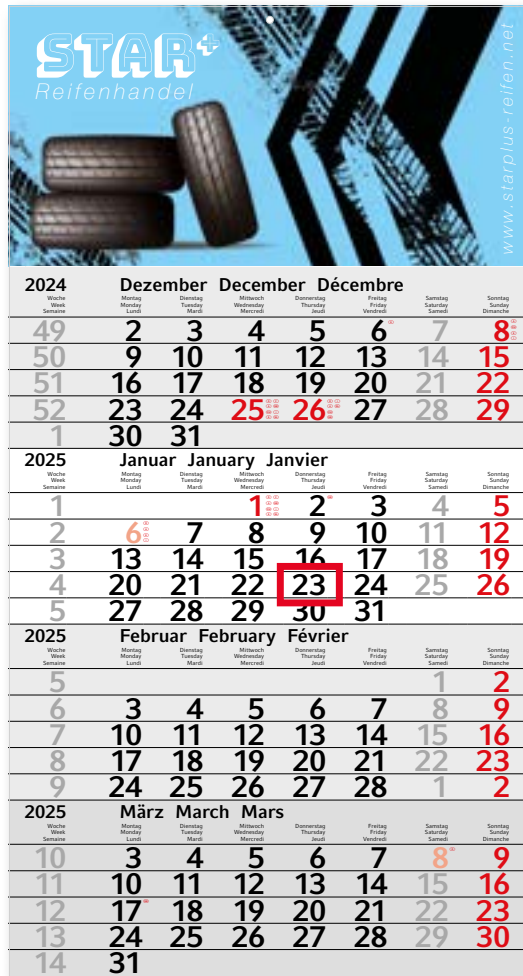 STAR+
Reifenhandel
www.starplus-reifen.net
2024 Dezember December Décembre
Woche Montag Dienstag Mittwoch Donnerstag Freitag Samstag Sonntag
Week Monday Tuesday Wednesday Thursday Friday Saturday Sunday
Semaine Lundi Mardi Mercredi Jeudi Vendredi Samedi Dimanche
49 2 3 4 5 6 7 8
50 9 10 11 12 13 14 15
51 16 17 18 19 20 21 22
52 23 24 25 26 27 28 29
1 30 31
2025 Januar January Janvier
Woche Montag Dienstag Mittwoch Donnerstag Freitag Samstag Sonntag
Week Monday Tuesday Wednesday Thursday Friday Saturday Sunday
Semaine Lundi Mardi Mercredi Jeudi Vendredi Samedi Dimanche
1 1 2 3 4 5
2 6 7 8 9 10 11 12
3 13 14 15 16 17 18 19
4 20 21 22 23 24 25 26
5 27 28 29 30 31
2025 Februar February Février
Woche Montag Dienstag Mittwoch Donnerstag Freitag Samstag Sonntag
Week Monday Tuesday Wednesday Thursday Friday Saturday Sunday
Semaine Lundi Mardi Mercredi Jeudi Vendredi Samedi Dimanche
5 1 2
6 3 4 5 6 7 8 9
7 10 11 12 13 14 15 16
8 17 18 19 20 21 22 23
9 24 25 26 27 28 1 2
2025 März March Mars
Woche Montag Dienstag Mittwoch Donnerstag Freitag Samstag Sonntag
Week Monday Tuesday Wednesday Thursday Friday Saturday Sunday
Semaine Lundi Mardi Mercredi Jeudi Vendredi Samedi Dimanche
10 3 4 5 6 7 8 9
11 10 11 12 13 14 15 16
12 17 18 19 20 21 22 23
13 24 25 26 27 28 29 30
14 31